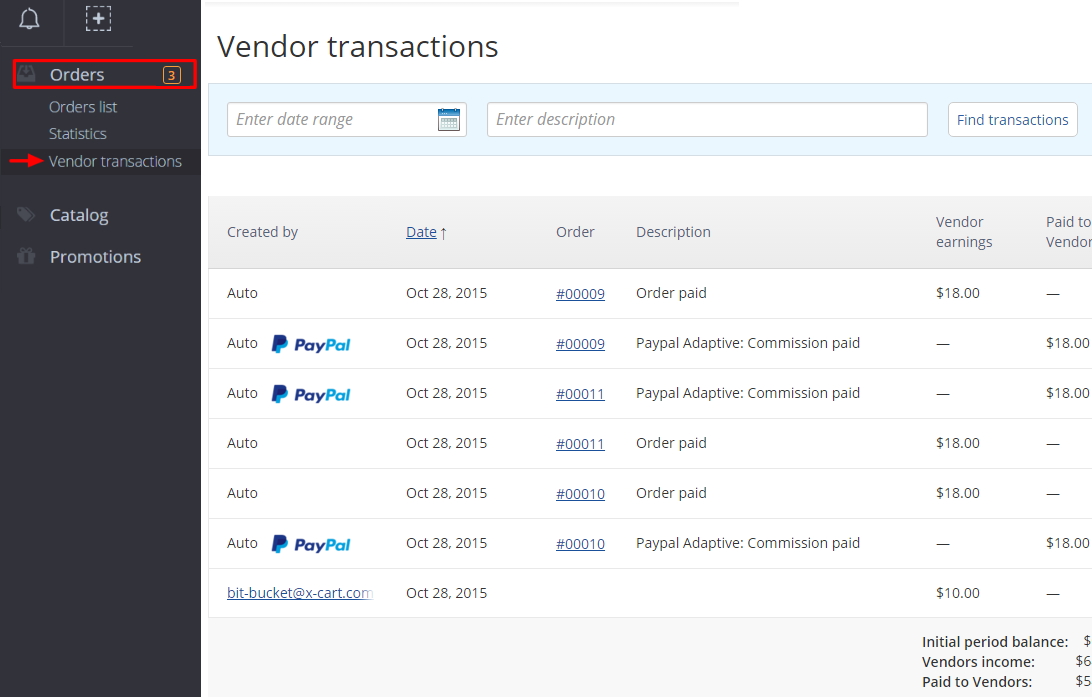 Vendor transactions
Orders 3
Orders list
Statistics
Vendor transactions
Catalog
Promotions
Enter date range Enter description Find transactions
Created by Date ↑ Order Description Vendor earnings Paid to Vendor
Auto Oct 28, 2015 #00009 Order paid $18.00 —
Auto PayPal Oct 28, 2015 #00009 Paypal Adaptive: Commission paid — $18.00
Auto PayPal Oct 28, 2015 #00011 Paypal Adaptive: Commission paid — $18.00
Auto Oct 28, 2015 #00011 Order paid $18.00 —
Auto Oct 28, 2015 #00010 Order paid $18.00 —
Auto PayPal Oct 28, 2015 #00010 Paypal Adaptive: Commission paid — $18.00
bit-bucket@x-cart.com Oct 28, 2015 $10.00 —
Initial period balance: $
Vendors income: $6
Paid to Vendors: $5